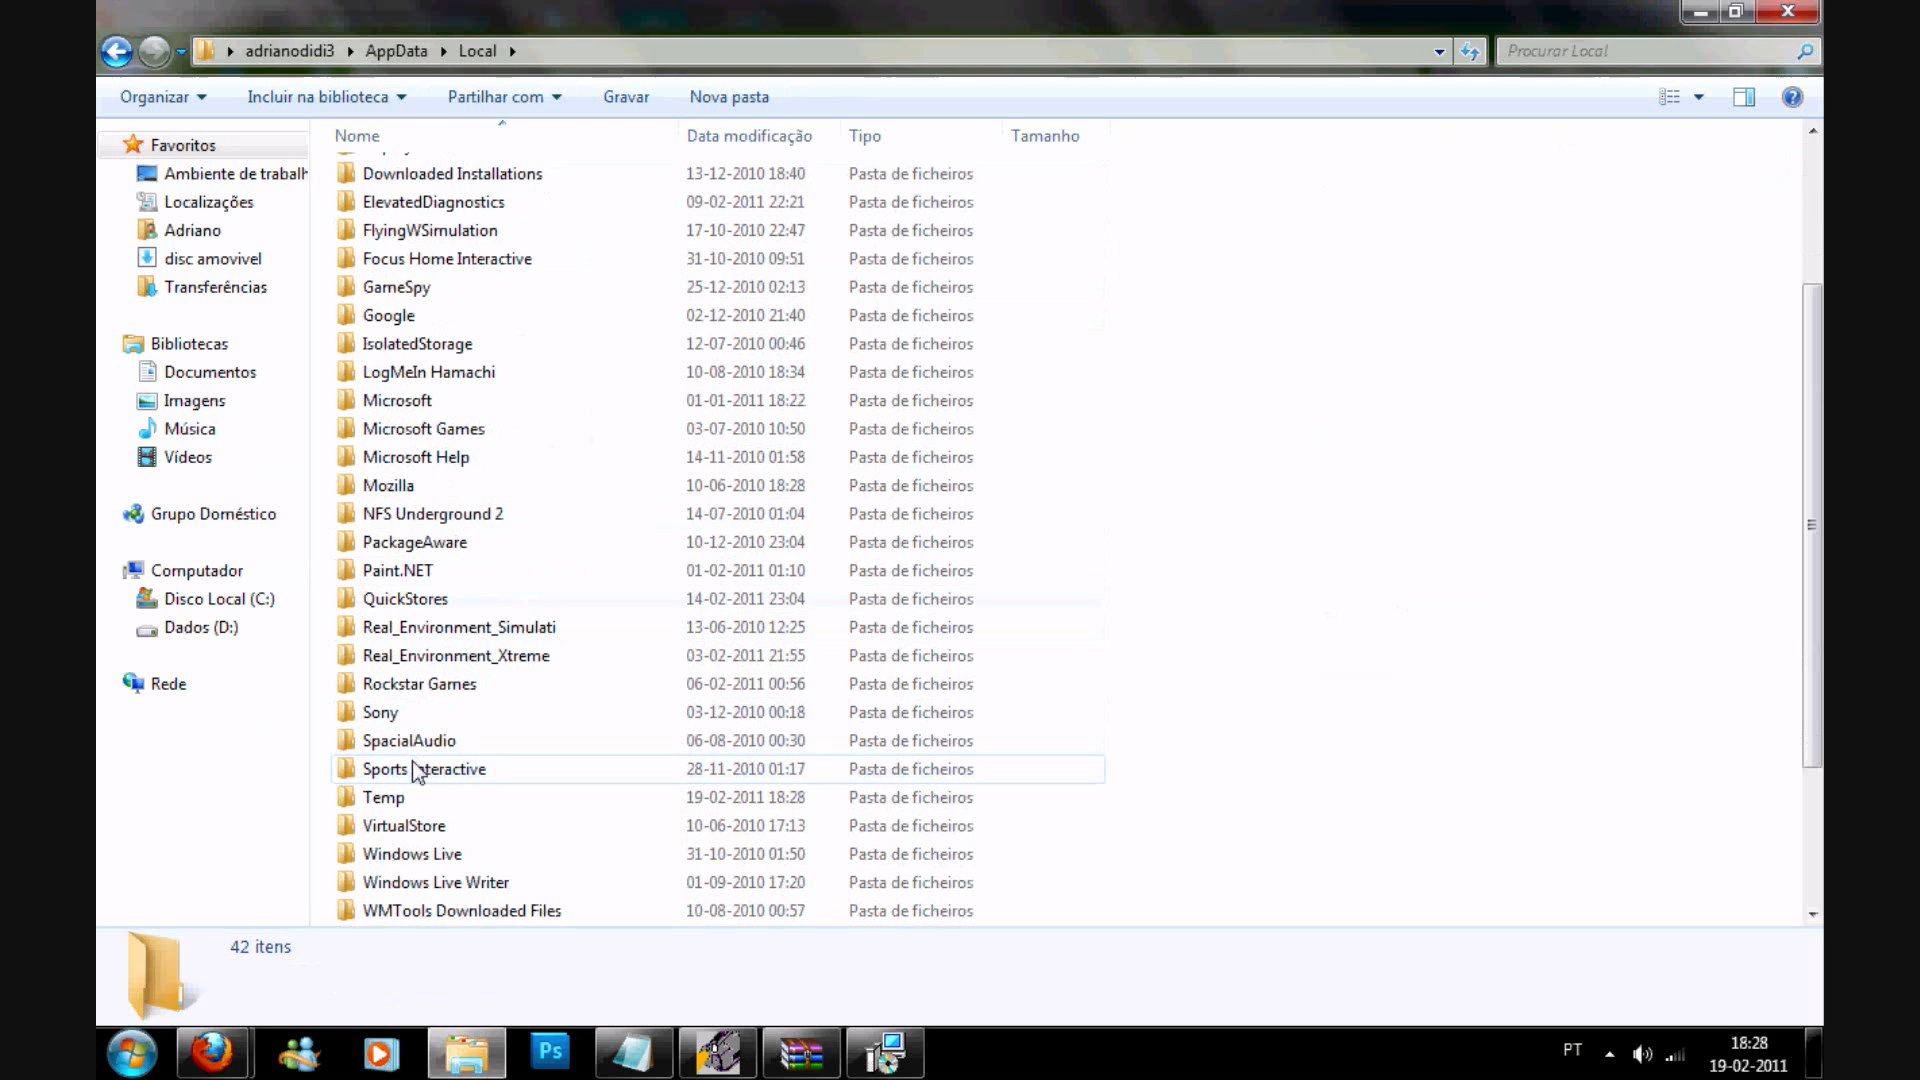 adrianodidi3 AppData Local
Procurar Local
Organizar Incluir na biblioteca Partilhar com Gravar Nova pasta
Nome Data modificação Tipo Tamanho
Favoritos
Ambiente de trabalh
Localizações
Adriano
disc amovivel
Transferências
Bibliotecas
Documentos
Imagens
Música
Vídeos
Grupo Doméstico
Computador
Disco Local (C:)
Dados (D:)
Rede
Downloaded Installations 13-12-2010 18:40 Pasta de ficheiros
ElevatedDiagnostics 09-02-2011 22:21 Pasta de ficheiros
FlyingWSimulation 17-10-2010 22:47 Pasta de ficheiros
Focus Home Interactive 31-10-2010 09:51 Pasta de ficheiros
GameSpy 25-12-2010 02:13 Pasta de ficheiros
Google 02-12-2010 21:40 Pasta de ficheiros
IsolatedStorage 12-07-2010 00:46 Pasta de ficheiros
LogMeIn Hamachi 10-08-2010 18:34 Pasta de ficheiros
Microsoft 01-01-2011 18:22 Pasta de ficheiros
Microsoft Games 03-07-2010 10:50 Pasta de ficheiros
Microsoft Help 14-11-2010 01:58 Pasta de ficheiros
Mozilla 10-06-2010 18:28 Pasta de ficheiros
NFS Underground 2 14-07-2010 01:04 Pasta de ficheiros
PackageAware 10-12-2010 23:04 Pasta de ficheiros
Paint.NET 01-02-2011 01:10 Pasta de ficheiros
QuickStores 14-02-2011 23:04 Pasta de ficheiros
Real_Environment_Simulati 13-06-2010 12:25 Pasta de ficheiros
Real_Environment_Xtreme 03-02-2011 21:55 Pasta de ficheiros
Rockstar Games 06-02-2011 00:56 Pasta de ficheiros
Sony 03-12-2010 00:18 Pasta de ficheiros
SpacialAudio 06-08-2010 00:30 Pasta de ficheiros
Sports Interactive 28-11-2010 01:17 Pasta de ficheiros
Temp 19-02-2011 18:28 Pasta de ficheiros
VirtualStore 10-06-2010 17:13 Pasta de ficheiros
Windows Live 31-10-2010 01:50 Pasta de ficheiros
Windows Live Writer 01-09-2010 17:20 Pasta de ficheiros
WMTools Downloaded Files 10-08-2010 00:57 Pasta de ficheiros
42 itens
Ps
PT
18:28
19-02-2011